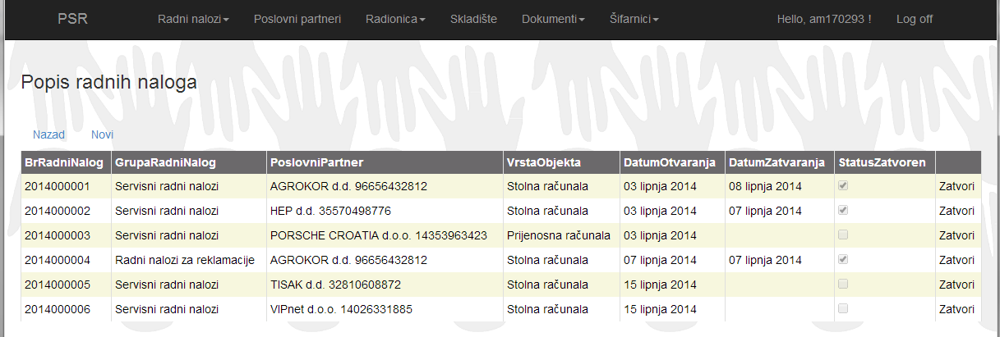 PSR Radni nalozi Poslovni partneri Radionica Skladište Dokumenti Šifarnici Hello, am170293 ! Log off
Popis radnih naloga
Nazad Novi
BrRadniNalog GrupaRadniNalog PoslovniPartner VrstaObjekta DatumOtvaranja DatumZatvaranja StatusZatvoren
2014000001 Servisni radni nalozi AGROKOR d.d. 96656432812 Stolna računala 03 lipnja 2014 08 lipnja 2014 Zatvori
2014000002 Servisni radni nalozi HEP d.d. 35570498776 Stolna računala 03 lipnja 2014 07 lipnja 2014 Zatvori
2014000003 Servisni radni nalozi PORSCHE CROATIA d.o.o. 14353963423 Prijenosna računala 03 lipnja 2014 Zatvori
2014000004 Radni nalozi za reklamacije AGROKOR d.d. 96656432812 Stolna računala 07 lipnja 2014 07 lipnja 2014 Zatvori
2014000005 Servisni radni nalozi TISAK d.d. 32810608872 Stolna računala 15 lipnja 2014 Zatvori
2014000006 Servisni radni nalozi VIPnet d.o.o. 14026331885 Stolna računala 15 lipnja 2014 Zatvori